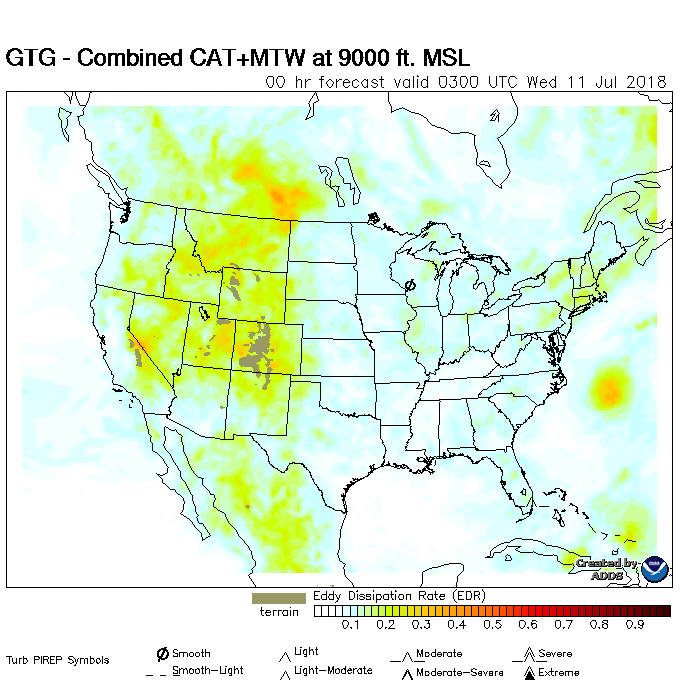 GTG - Combined CAT+MTW at 9000 ft. MSL
00 hr forecast valid 0300 UTC Wed 11 Jul 2018
Created by
ADDS
terrain
Eddy Dissipation Rate (EDR)
0.1 0.2 0.3 0.4 0.5 0.6 0.7 0.8 0.9
Turb PIREP Symbols
Smooth Light Moderate Severe
Smooth-Light Light-Moderate Moderate-Severe Extreme